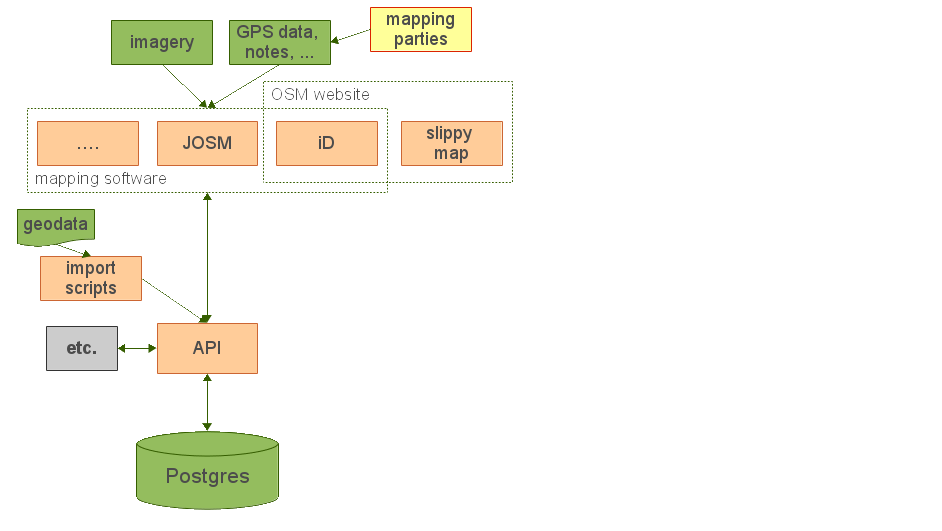 imagery
GPS data,
notes, ...
mapping
parties
OSM website
....
JOSM
iD
slippy
map
mapping software
geodata
import
scripts
etc.
API
Postgres